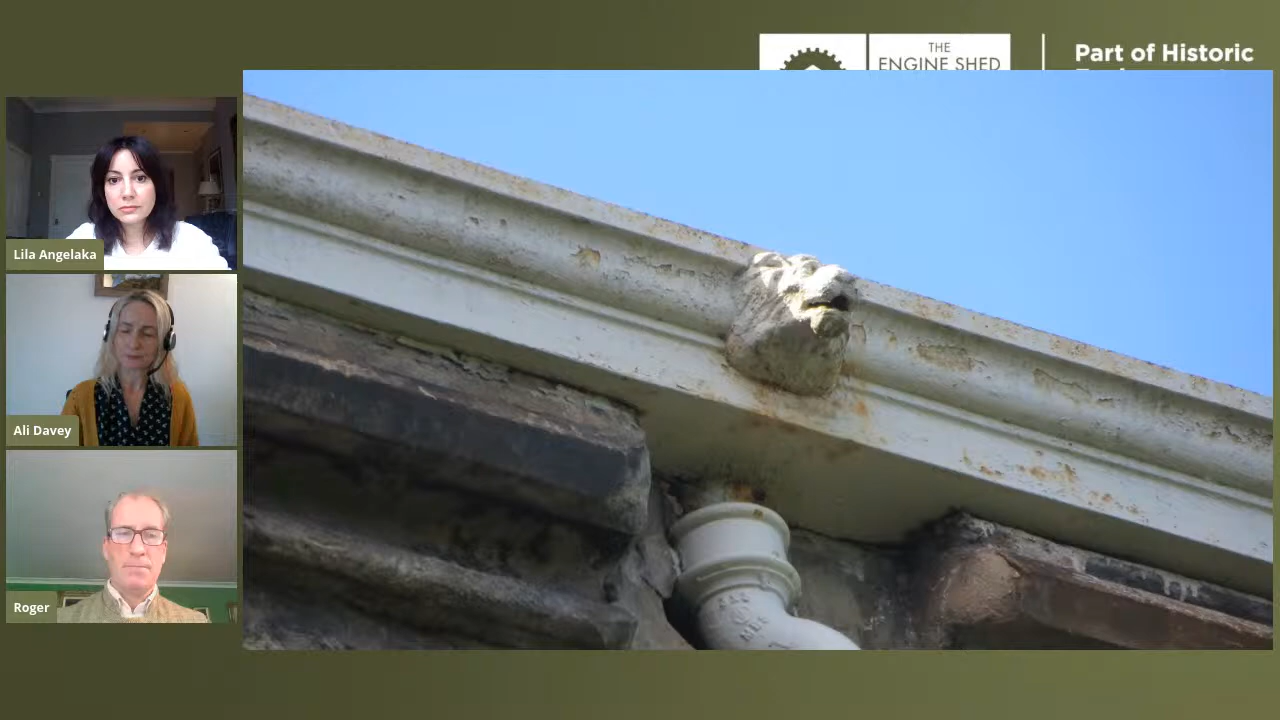 THE
ENGINE SHED
Part of Historic
Lila Angelaka
Ali Davey
Roger